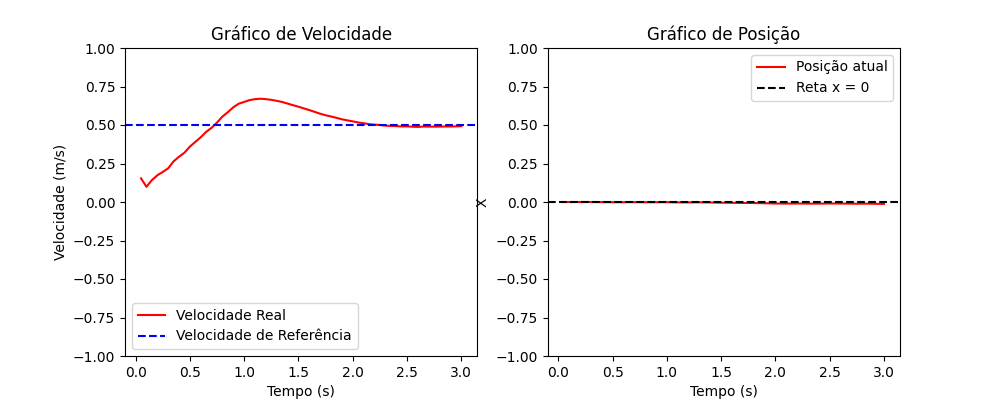 Gráfico de Velocidade
1.00
0.75
0.50
0.25
0.00
−0.25
−0.50
−0.75
−1.00
Velocidade (m/s)
Velocidade Real
Velocidade de Referência
0.0 0.5 1.0 1.5 2.0 2.5 3.0
Tempo (s)
Gráfico de Posição
1.00
0.75
0.50
0.25
0.00
−0.25
−0.50
−0.75
−1.00
X
Posição atual
Reta x = 0
0.0 0.5 1.0 1.5 2.0 2.5 3.0
Tempo (s)